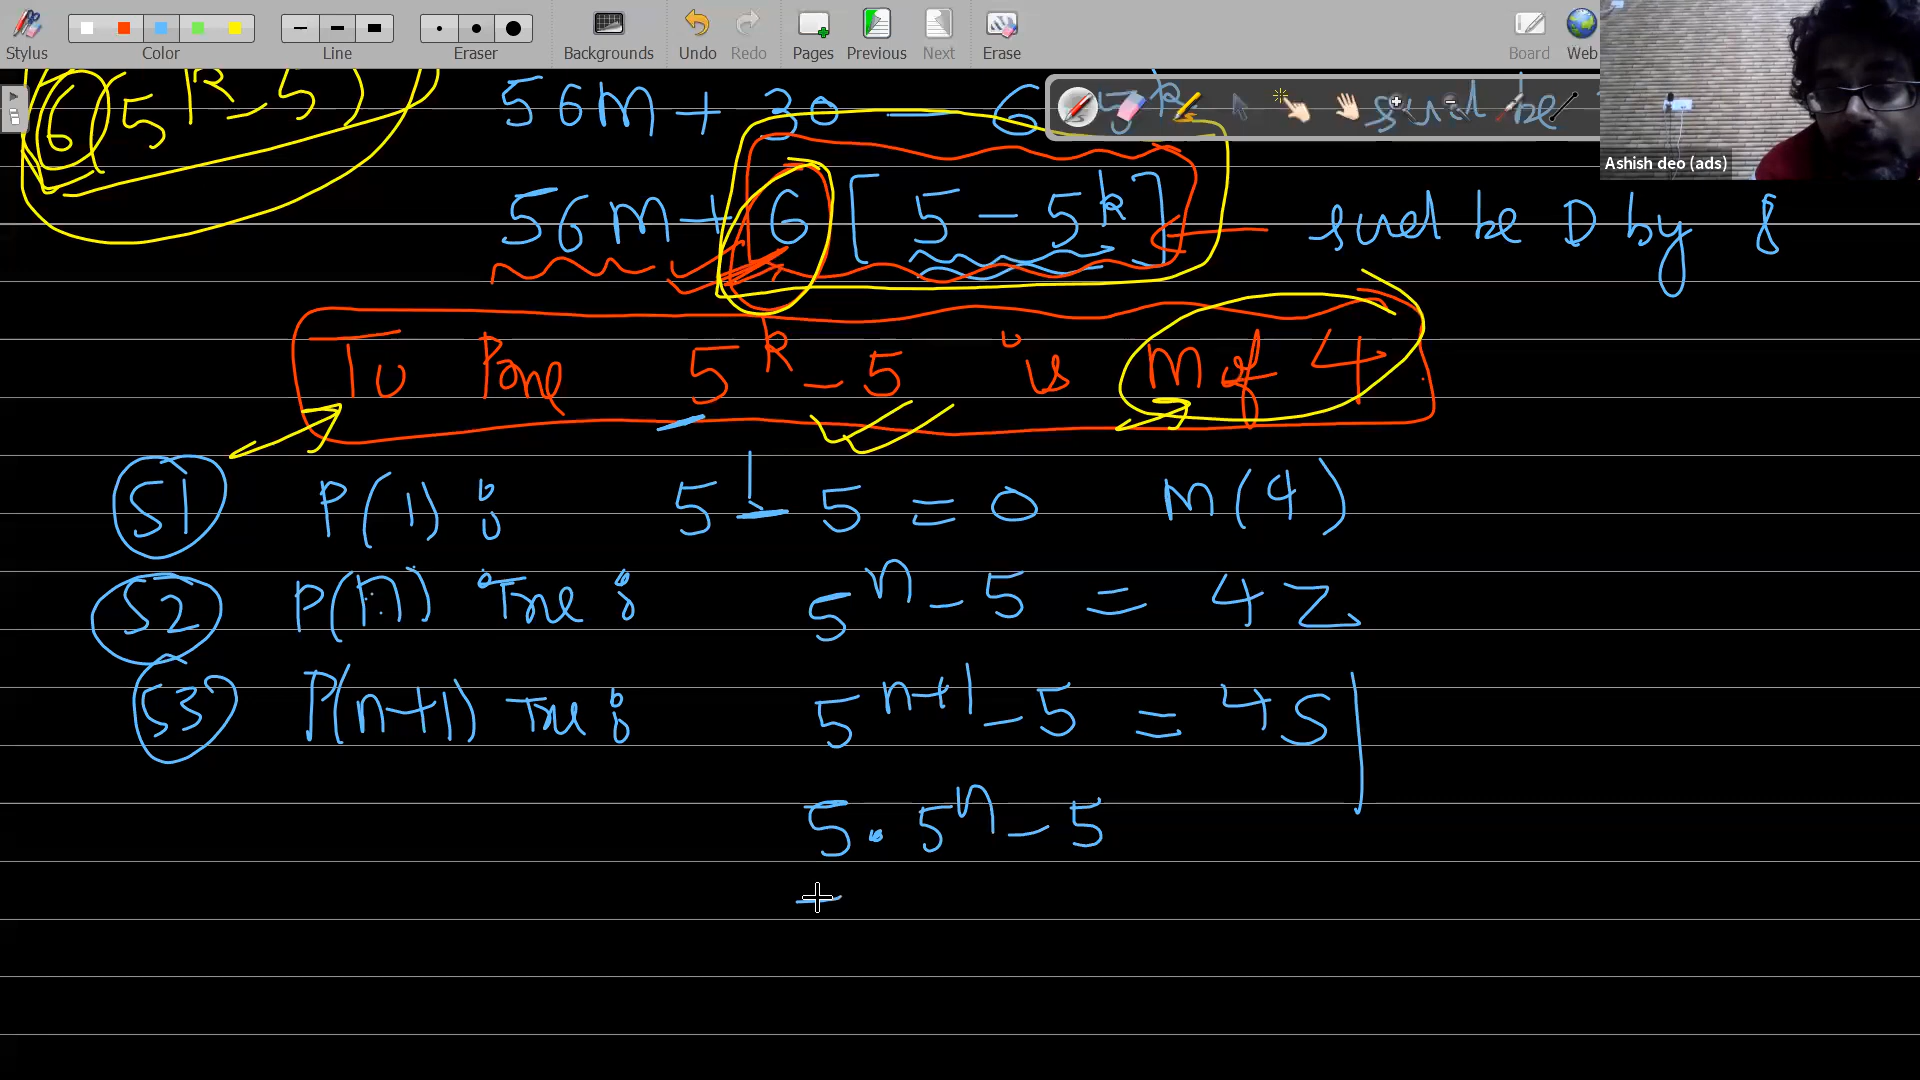 Stylus Color Line Eraser Backgrounds Undo Redo Pages Previous Next Erase Board Web
6(5^k-5) 56m + 30 - 6 5^k be
Ashish deo (ads)
56m + 6 [5 - 5^k] be D by 8
To 5^k - 5 is M of 4
S1 P(1) : 5^1 - 5 = 0 M(4)
S2 P(n) True : 5^n - 5 = 4Z
S3 P(n+1) True : 5^{n+1} - 5 = 4S
5 . 5^n - 5